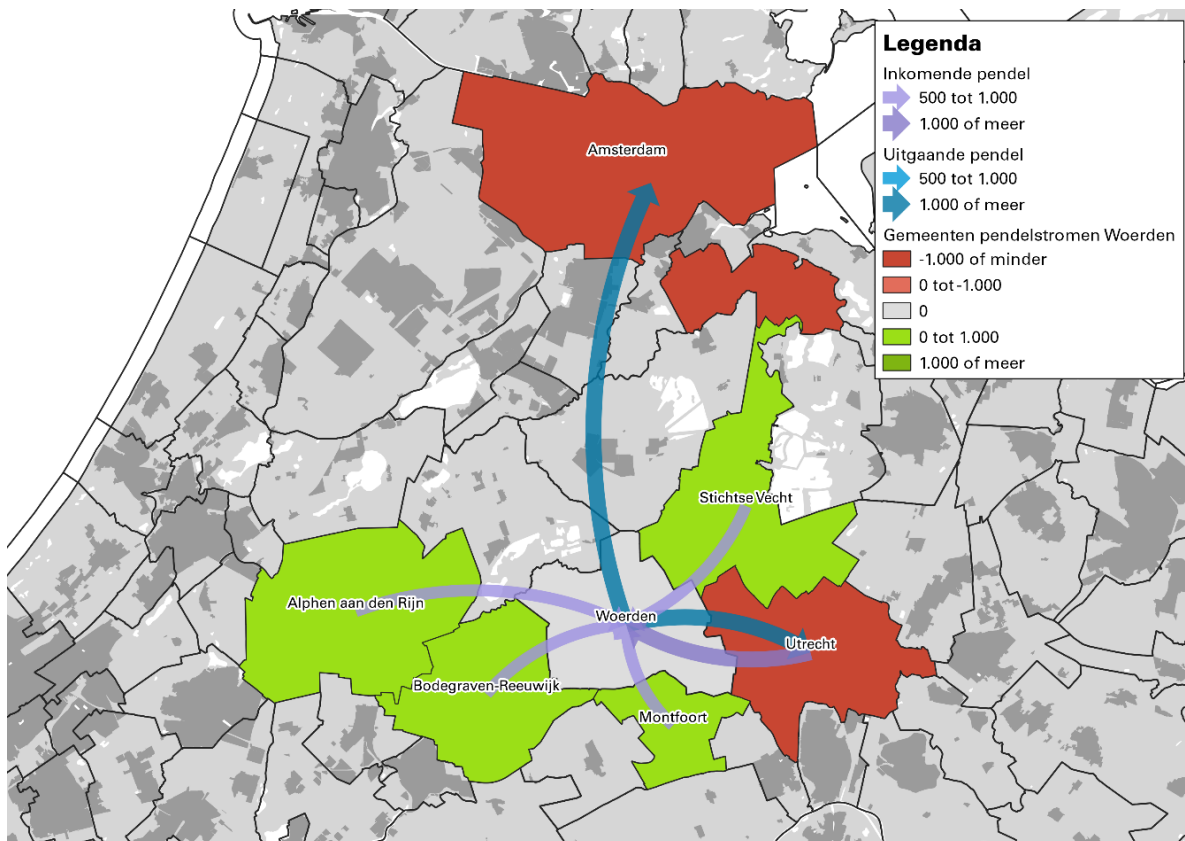 Legenda
Inkomende pendel
500 tot 1.000
1.000 of meer
Uitgaande pendel
500 tot 1.000
1.000 of meer
Gemeenten pendelstromen Woerden
-1.000 of minder
0 tot -1.000
0
0 tot 1.000
1.000 of meer
Amsterdam
Stichtse Vecht
Alphen aan den Rijn
Woerden
Utrecht
Bodegraven-Reeuwijk
Montfoort